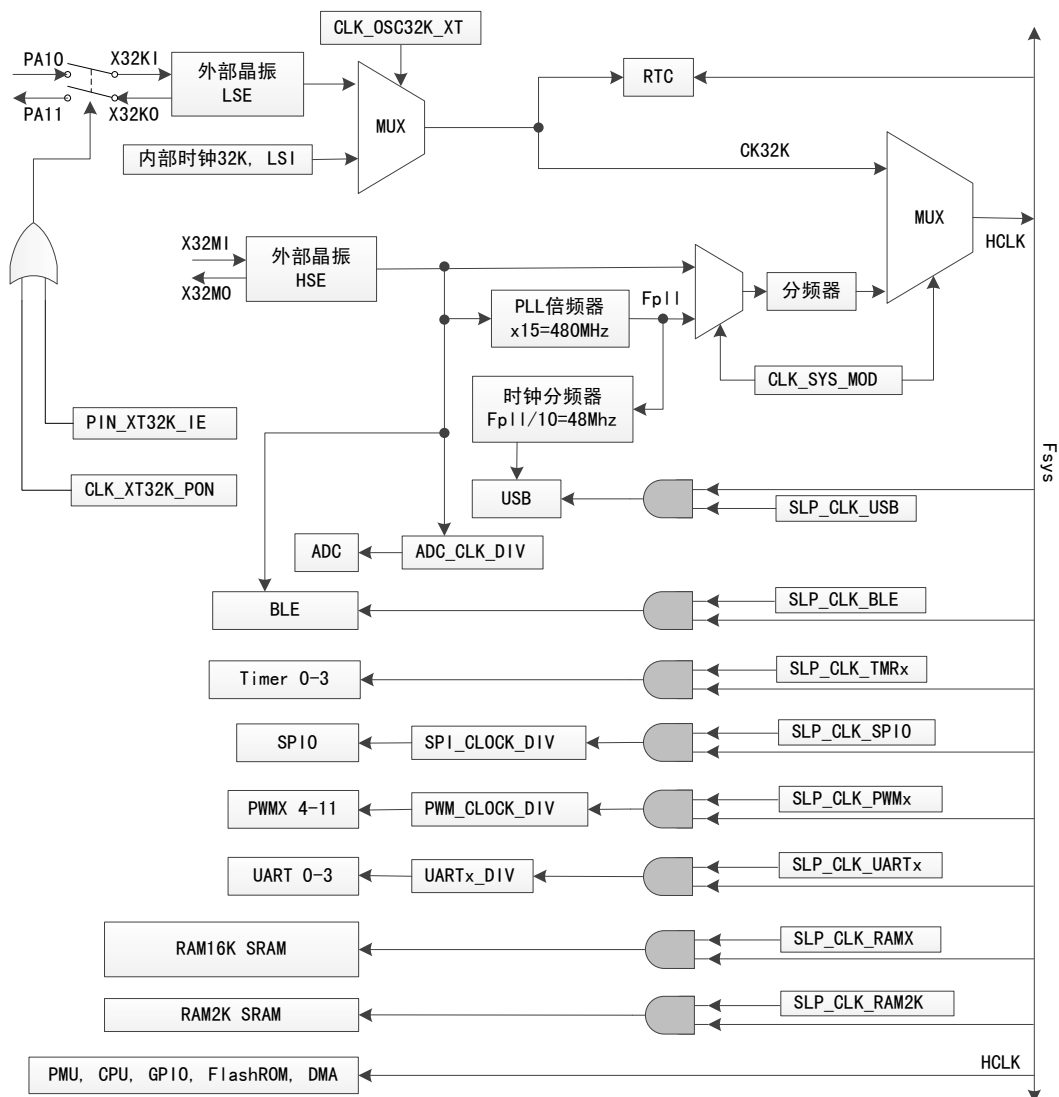 CLK_OSC32K_XT
PA10
X32KI
外部晶振
LSE
RTC
PA11
X32KO
MUX
内部时钟32K, LSI
CK32K
MUX
HCLK
X32MI
外部晶振
HSE
X32MO
PLL倍频器
x15=480MHz
Fpll
分频器
CLK_SYS_MOD
时钟分频器
Fpll/10=48Mhz
PIN_XT32K_IE
CLK_XT32K_PON
Fsys
USB
SLP_CLK_USB
ADC
ADC_CLK_DIV
BLE
SLP_CLK_BLE
Timer 0-3
SLP_CLK_TMRx
SPI0
SPI_CLOCK_DIV
SLP_CLK_SPI0
PWMX 4-11
PWM_CLOCK_DIV
SLP_CLK_PWMx
UART 0-3
UARTx_DIV
SLP_CLK_UARTx
RAM16K SRAM
SLP_CLK_RAMX
RAM2K SRAM
SLP_CLK_RAM2K
PMU, CPU, GPIO, FlashROM, DMA
HCLK